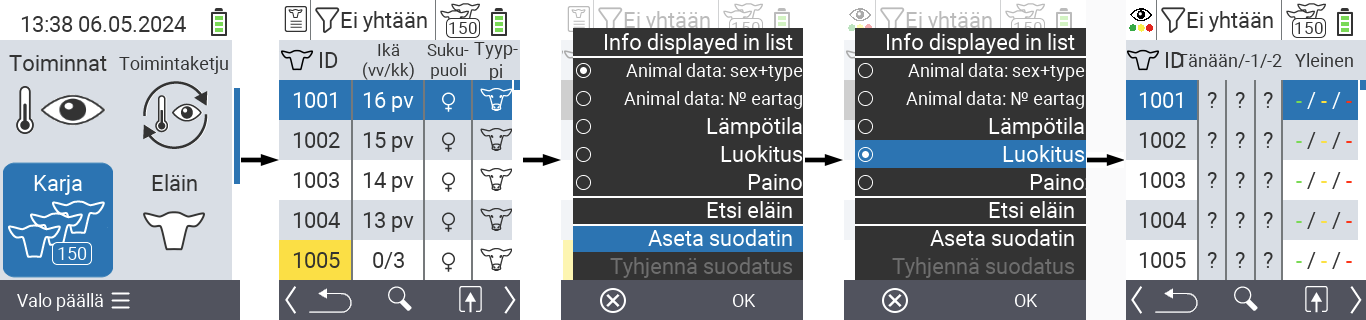 13:38 06.05.2024
Toiminnat Toimintaketju
Karja Eläin
150
Valo päällä
Ei yhtään 150
ID Ikä (vv/kk) Suku-puoli Tyyp-pi
1001 16 pv ♀
1002 15 pv ♀
1003 14 pv ♀
1004 13 pv ♀
1005 0/3 ♀
Ei yhtään 150
Info displayed in list
Animal data: sex+type
Animal data: № eartag
Lämpötila
Luokitus
Paino
Etsi eläin
Aseta suodatin
Tyhjennä suodatus
OK
Ei yhtään 150
Info displayed in list
Animal data: sex+type
Animal data: № eartag
Lämpötila
Luokitus
Paino
Etsi eläin
Aseta suodatin
Tyhjennä suodatus
OK
Ei yhtään 150
ID Tänään/-1/-2 Yleinen
1001 ? ? ? - / - / -
1002 ? ? ? - / - / -
1003 ? ? ? - / - / -
1004 ? ? ? - / - / -
1005 ? ? ? - / - / -